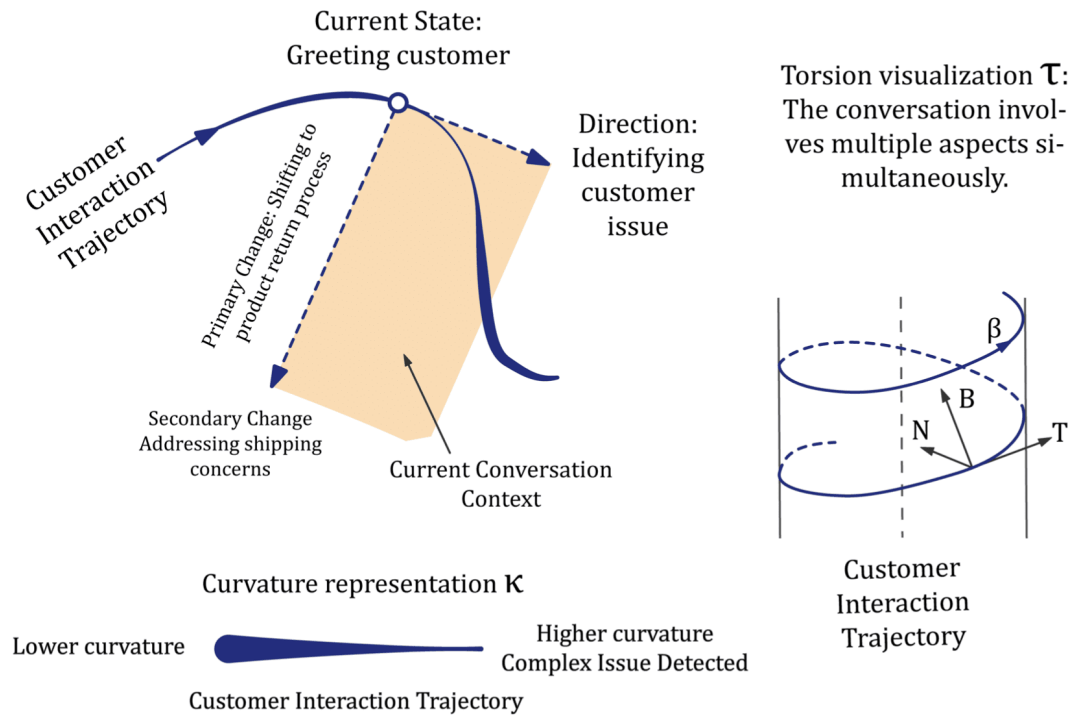 Current State:
Greeting customer
Customer
Interaction
Trajectory
Primary Change: Shifting to
product return process
Direction:
Identifying
customer
issue
Secondary Change
Addressing shipping
concerns
Current Conversation
Context
Torsion visualization τ:
The conversation invol-
ves multiple aspects si-
multaneously.
β
B
N
T
Customer
Interaction
Trajectory
Curvature representation κ
Lower curvature
Higher curvature
Complex Issue Detected
Customer Interaction Trajectory